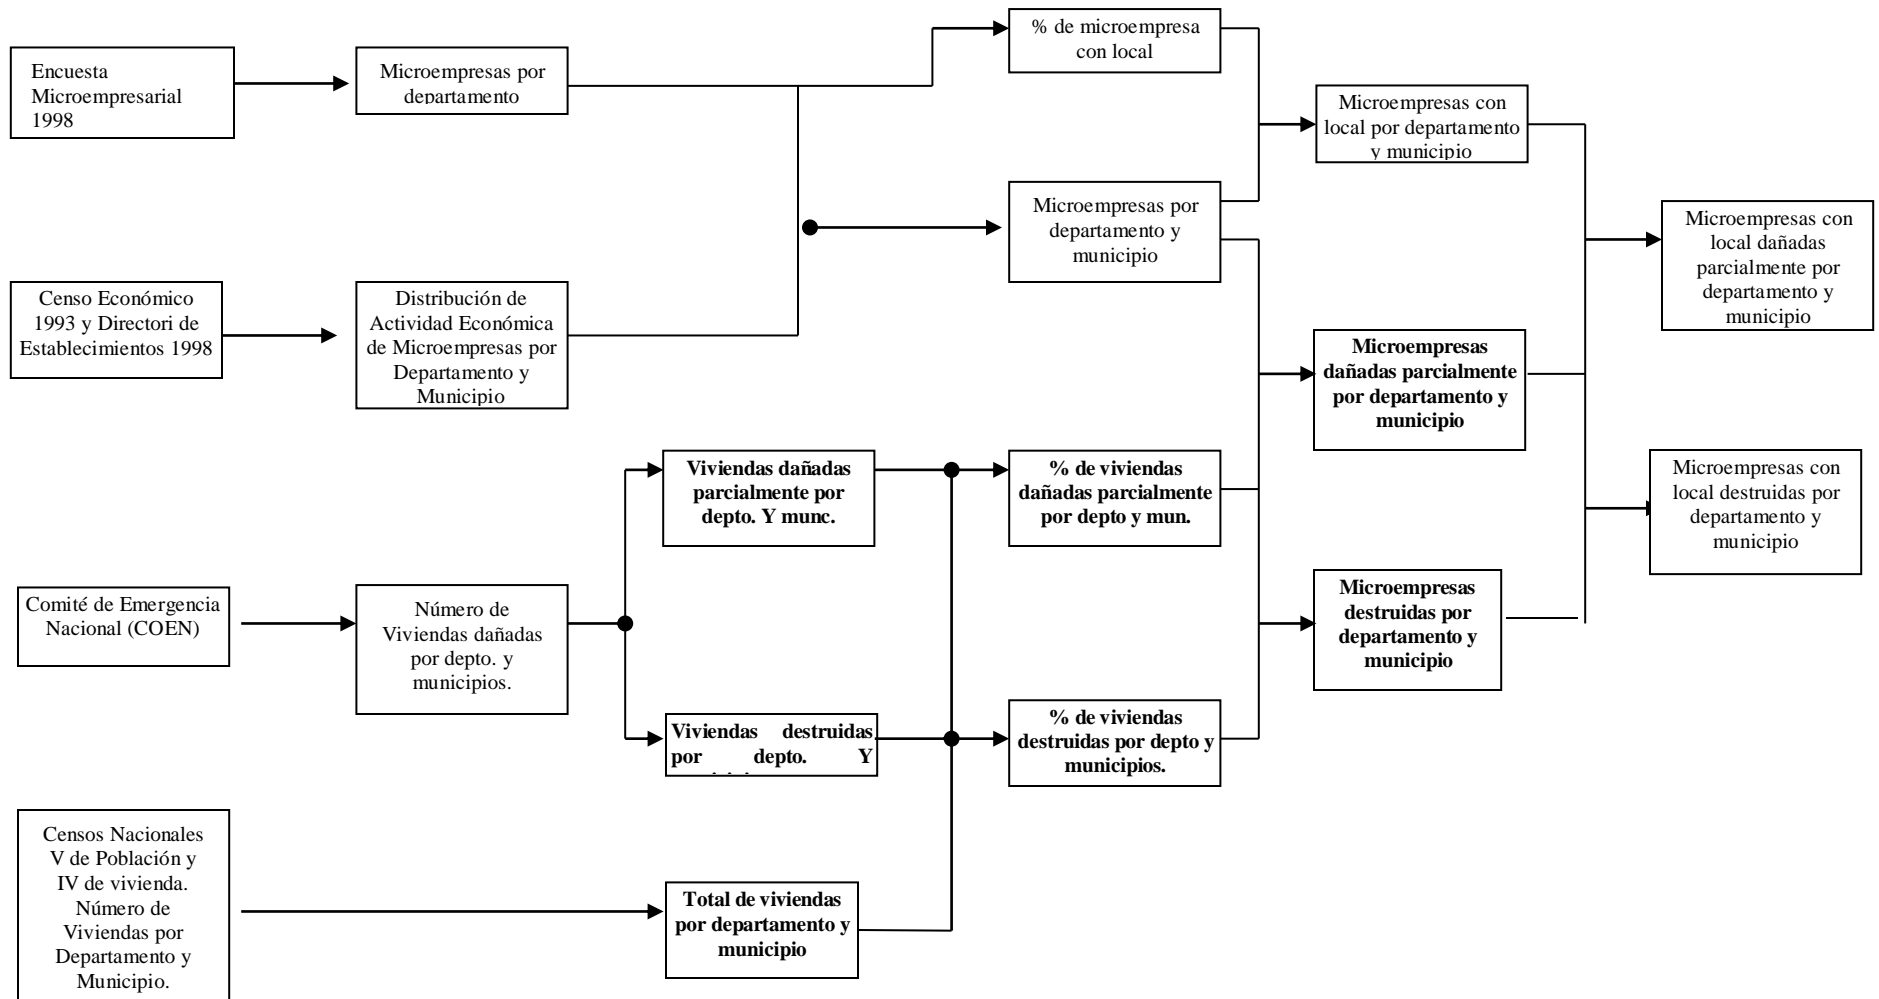 Encuesta
Microempresarial
1998
Microempresas por
departamento
% de microempresa
con local
Microempresas con
local por departamento
y municipio
Microempresas por
departamento y
municipio
Microempresas con
local dañadas
parcialmente por
departamento y
municipio
Censo Económico
1993 y Directori de
Establecimientos 1998
Distribución de
Actividad Económica
de Microempresas por
Departamento y
Municipio
Microempresas
dañadas parcialmente
por departamento y
municipio
Viviendas dañadas
parcialmente por
depto. Y munc.
% de viviendas
dañadas parcialmente
por depto y mun.
Microempresas con
local destruidas por
departamento y
municipio
Comité de Emergencia
Nacional (COEN)
Número de
Viviendas dañadas
por depto. y
municipios.
Microempresas
destruidas por
departamento y
municipio
Viviendas destruidas
por depto. Y
% de viviendas
destruidas por depto y
municipios.
Censos Nacionales
V de Población y
IV de vivienda.
Número de
Viviendas por
Departamento y
Municipio.
Total de viviendas
por departamento y
municipio